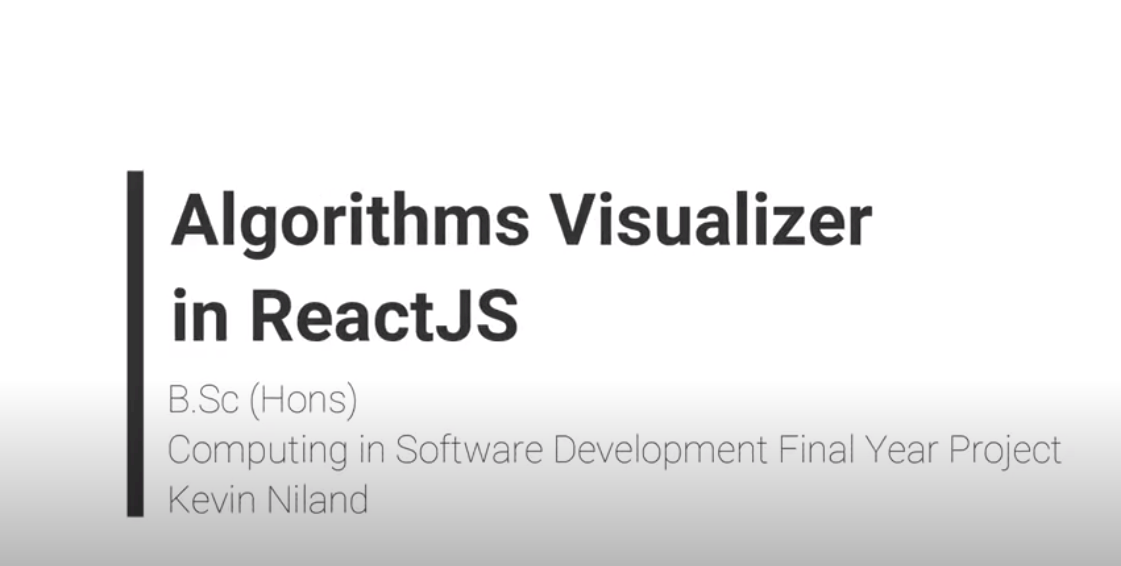 Algorithms Visualizer
in ReactJS
B.Sc (Hons)
Computing in Software Development Final Year Project
Kevin Niland